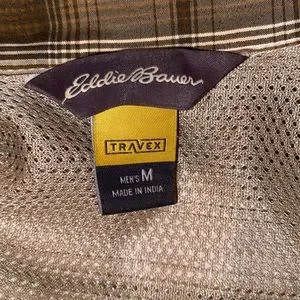 Eddie Bauer
TRAVEX
MEN'S M
MADE IN INDIA